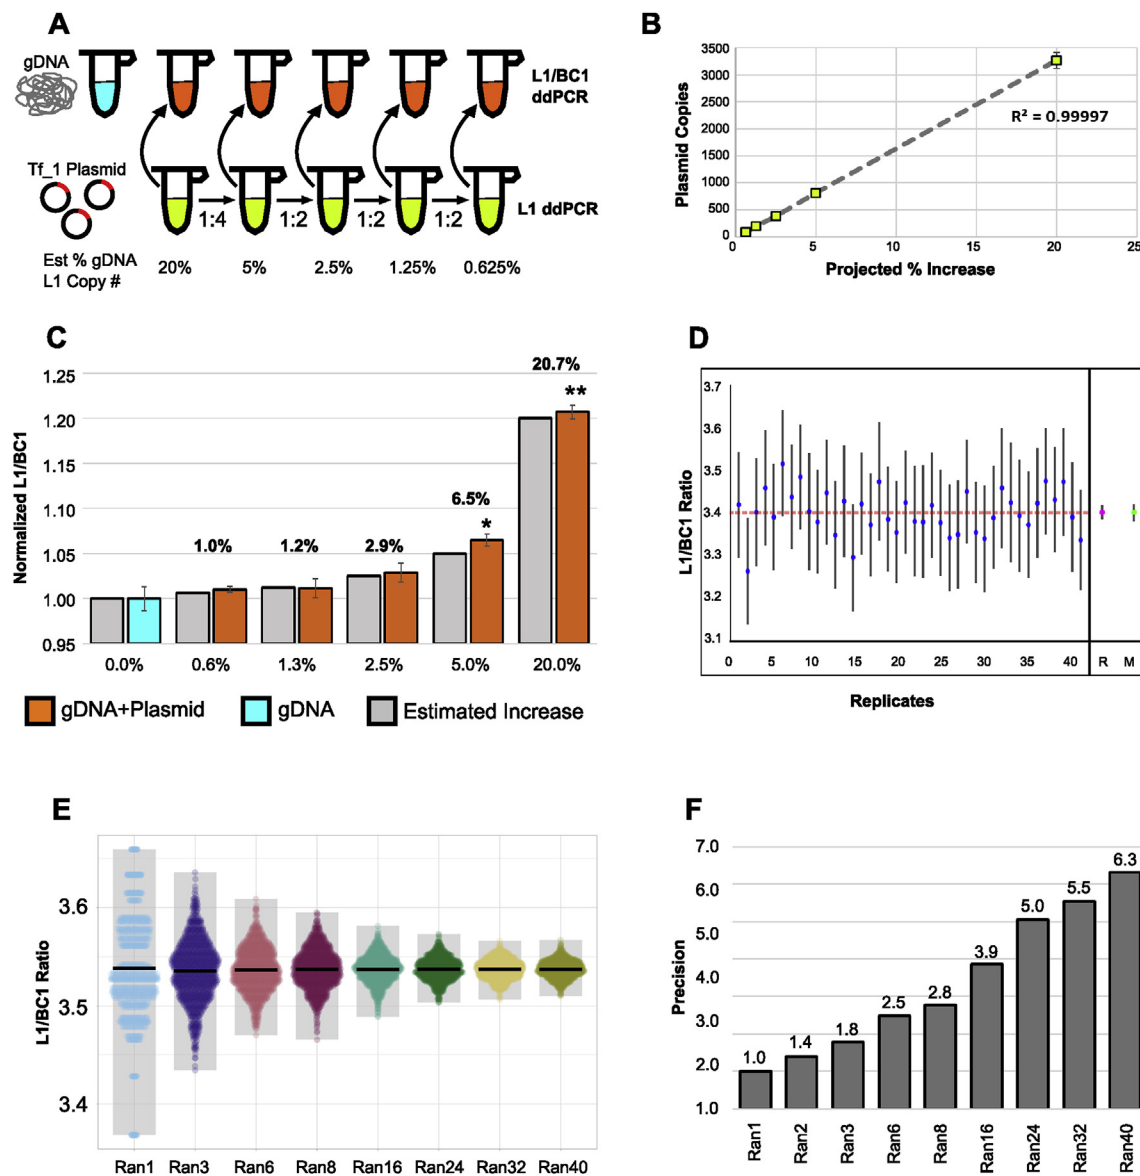 A
gDNA
L1/BC1
ddPCR
Tf_1 Plasmid
1:4 1:2 1:2 1:2
L1 ddPCR
Est % gDNA
L1 Copy #
20% 5% 2.5% 1.25% 0.625%
B
Plasmid Copies
3500
3000
2500
2000
1500
1000
500
0
0 5 10 15 20 25
R² = 0.99997
Projected % Increase
C
Normalized L1/BC1
1.25
1.20
1.15
1.10
1.05
1.00
0.95
1.0% 1.2% 2.9% 6.5% 20.7%
* **
0.0% 0.6% 1.3% 2.5% 5.0% 20.0%
gDNA+Plasmid gDNA Estimated Increase
D
L1/BC1 Ratio
3.7
3.6
3.5
3.4
3.3
3.2
3.1
0 5 10 15 20 25 30 35 40 R M
Replicates
E
L1/BC1 Ratio
3.6
3.5
3.4
Ran1 Ran3 Ran6 Ran8 Ran16 Ran24 Ran32 Ran40
F
Precision
7.0
6.0
5.0
4.0
3.0
2.0
1.0
1.0 1.4 1.8 2.5 2.8 3.9 5.0 5.5 6.3
Ran1 Ran2 Ran3 Ran6 Ran8 Ran16 Ran24 Ran32 Ran40